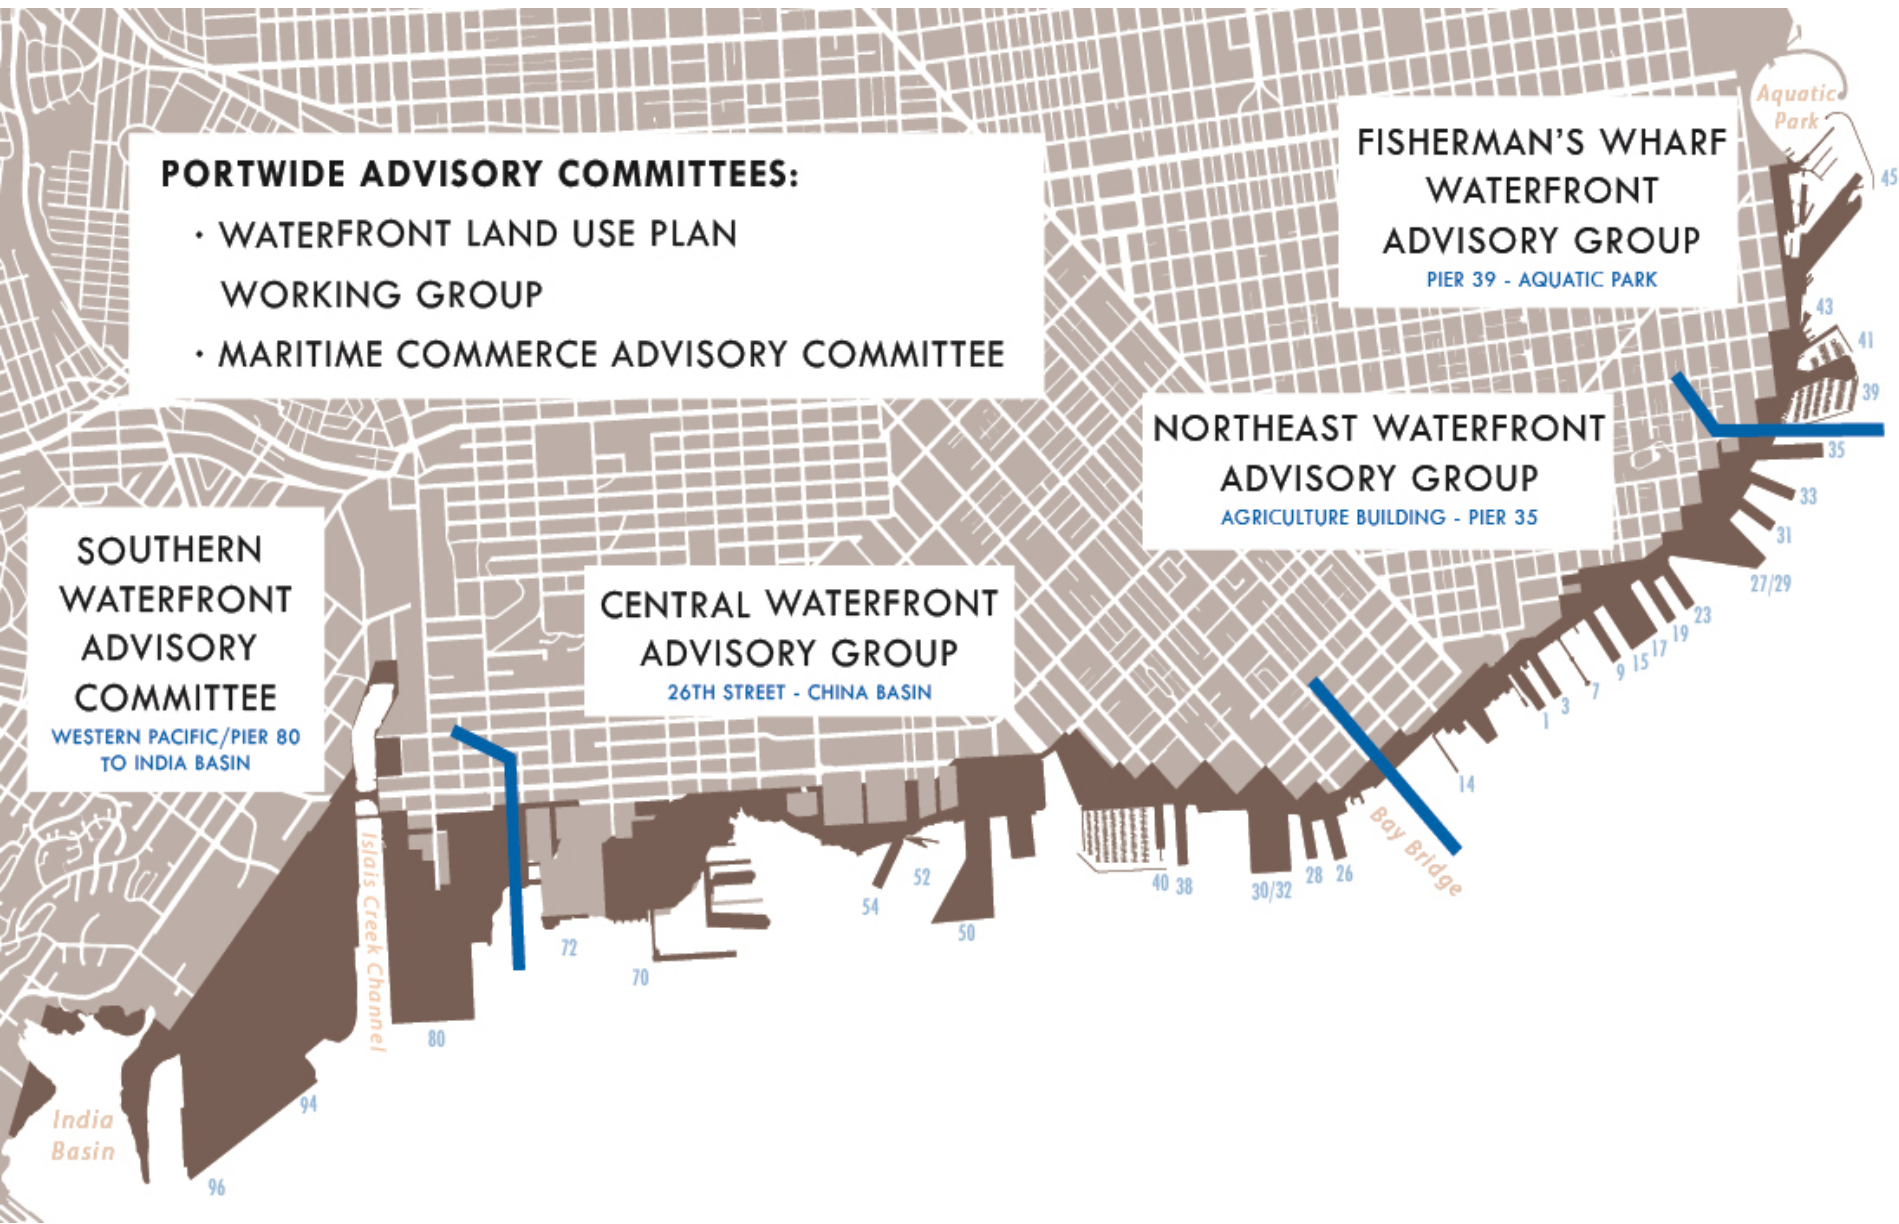 PORTWIDE ADVISORY COMMITTEES:
· WATERFRONT LAND USE PLAN
WORKING GROUP
· MARITIME COMMERCE ADVISORY COMMITTEE
FISHERMAN'S WHARF
WATERFRONT
ADVISORY GROUP
PIER 39 - AQUATIC PARK
Aquatic
Park
45
43
41
39
NORTHEAST WATERFRONT
ADVISORY GROUP
AGRICULTURE BUILDING - PIER 35
35
33
31
27/29
23
19
17
15
9
7
3
1
14
SOUTHERN
WATERFRONT
ADVISORY
COMMITTEE
WESTERN PACIFIC/PIER 80
TO INDIA BASIN
CENTRAL WATERFRONT
ADVISORY GROUP
26TH STREET - CHINA BASIN
Bay Bridge
26
28
30/32
38
40
52
54
50
72
70
80
Islais Creek Channel
94
96
India
Basin